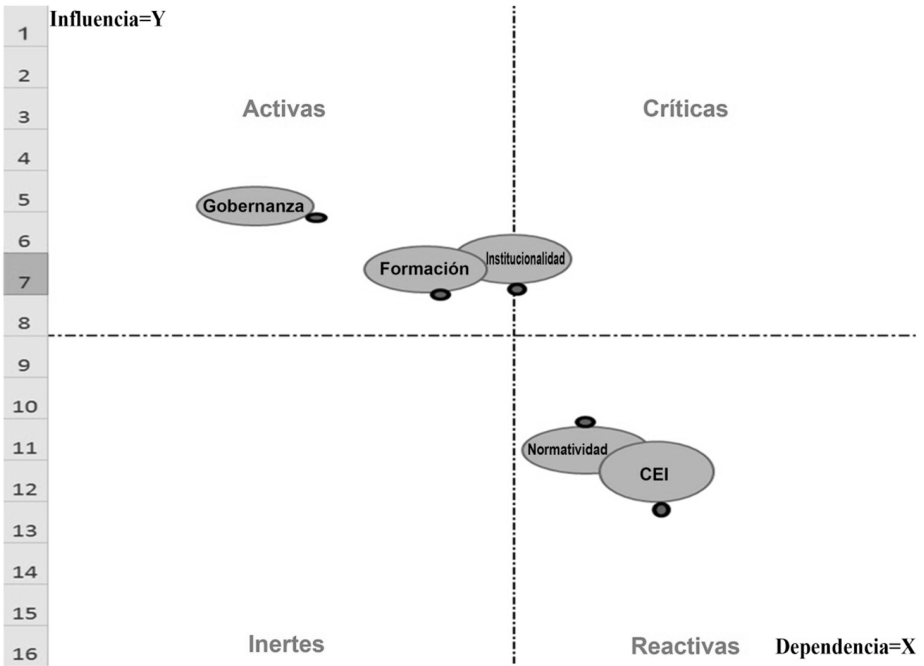 Influencia=Y
1
2
3
4
5
6
7
8
9
10
11
12
13
14
15
16
Activas
Críticas
Gobernanza
Formación
Institucionalidad
Normatividad
CEI
Inertes
Reactivas
Dependencia=X